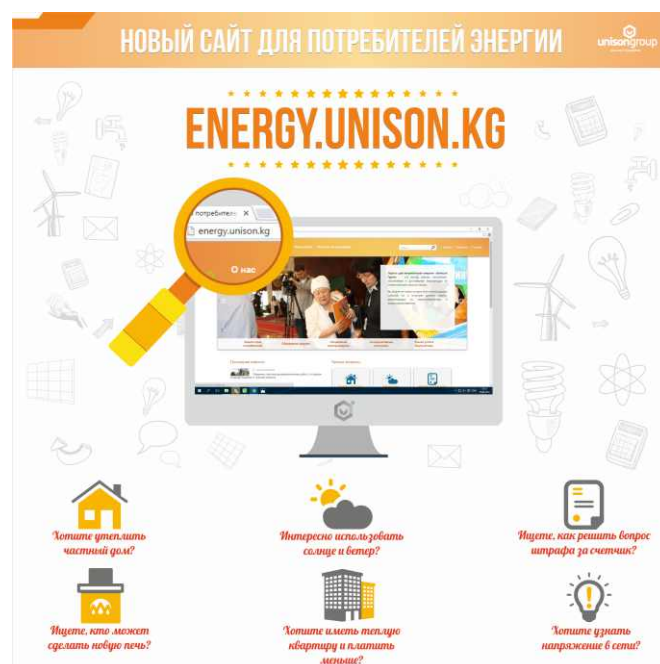 НОВЫЙ САЙТ ДЛЯ ПОТРЕБИТЕЛЕЙ ЭНЕРГИИ
unisongroup
ENERGY.UNISON.KG
energy.unison.kg
О нас
Хотите утеплить
частный дом?
Интересно использовать
солнце и ветер?
Ищете, как решить вопрос
штрафа за счетчик?
Ищете, кто может
сделать новую печь?
Хотите иметь теплую
квартиру и платить
меньше?
Хотите узнать
напряжение в сети?